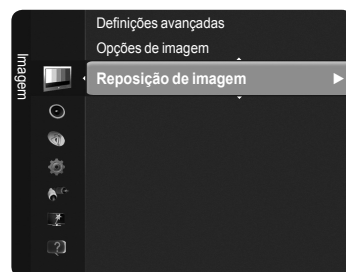 Imagem
Definições avançadas
Opções de imagem
Reposição de imagem